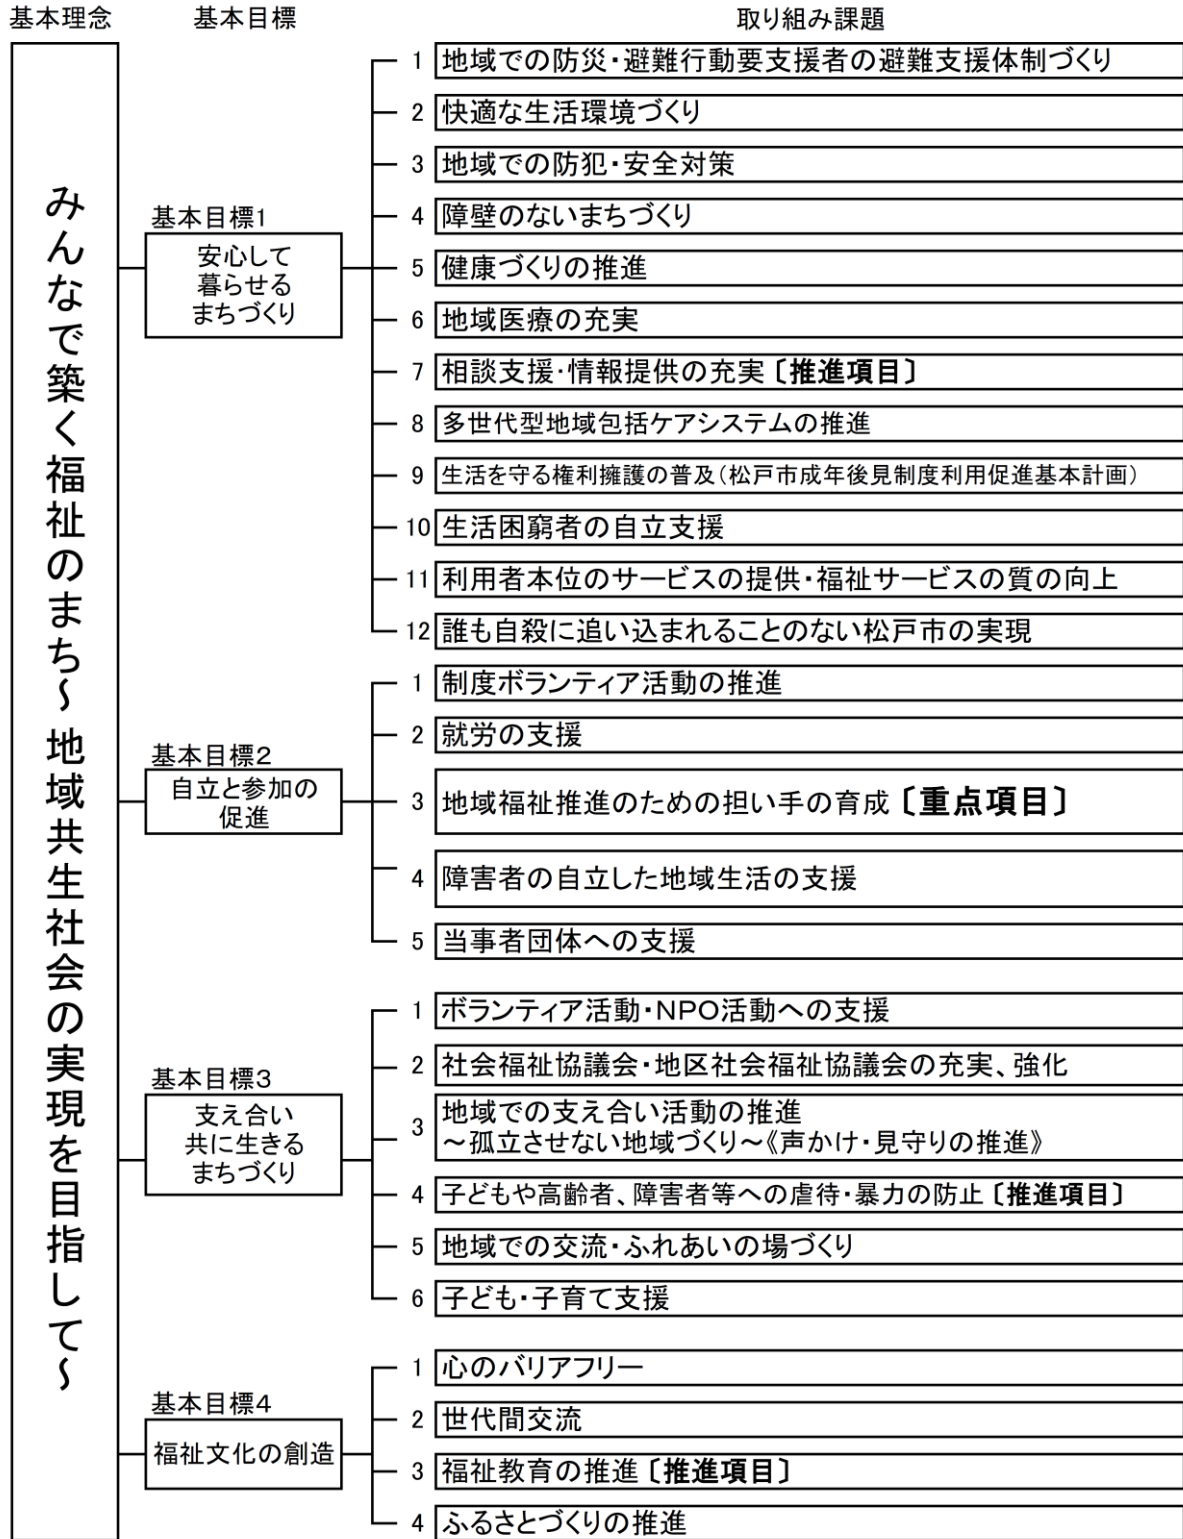 基本理念
基本目標
取り組み課題
みんなで築く福祉のまち～地域共生社会の実現を目指して～
基本目標1
安心して
暮らせる
まちづくり
1 地域での防災・避難行動要支援者の避難支援体制づくり
2 快適な生活環境づくり
3 地域での防犯・安全対策
4 障壁のないまちづくり
5 健康づくりの推進
6 地域医療の充実
7 相談支援・情報提供の充実〔推進項目〕
8 多世代型地域包括ケアシステムの推進
9 生活を守る権利擁護の普及（松戸市成年後見制度利用促進基本計画）
10 生活困窮者の自立支援
11 利用者本位のサービスの提供・福祉サービスの質の向上
12 誰も自殺に追い込まれることのない松戸市の実現
基本目標2
自立と参加の
促進
1 制度ボランティア活動の推進
2 就労の支援
3 地域福祉推進のための担い手の育成〔重点項目〕
4 障害者の自立した地域生活の支援
5 当事者団体への支援
基本目標3
支え合い
共に生きる
まちづくり
1 ボランティア活動・NPO活動への支援
2 社会福祉協議会・地区社会福祉協議会の充実、強化
3 地域での支え合い活動の推進
～孤立させない地域づくり～《声かけ・見守りの推進》
4 子どもや高齢者、障害者等への虐待・暴力の防止〔推進項目〕
5 地域での交流・ふれあいの場づくり
6 子ども・子育て支援
基本目標4
福祉文化の創造
1 心のバリアフリー
2 世代間交流
3 福祉教育の推進〔推進項目〕
4 ふるさとづくりの推進